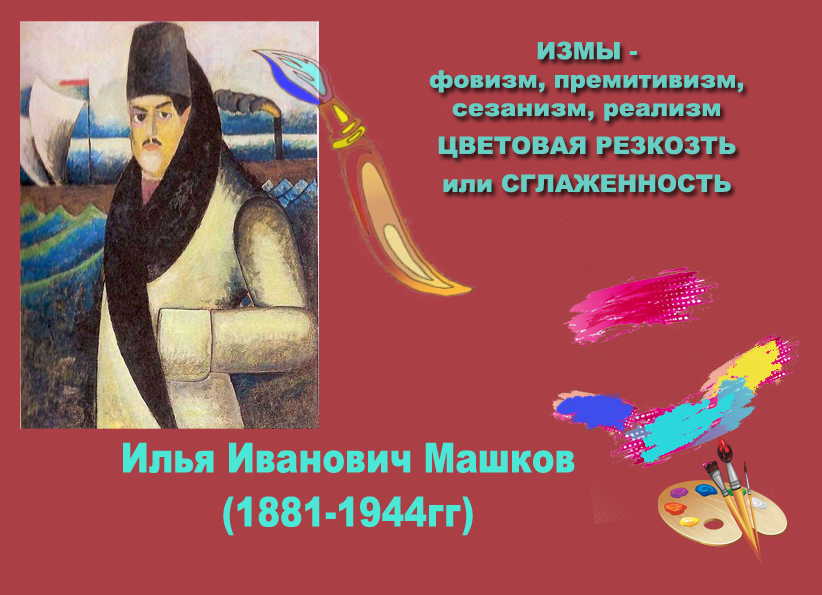 ИЗМЫ -
фовизм, премитивизм,
сезанизм, реализм
ЦВЕТОВАЯ РЕЗКОЗТЬ
или СГЛАЖЕННОСТЬ
Илья Иванович Машков
(1881-1944гг)